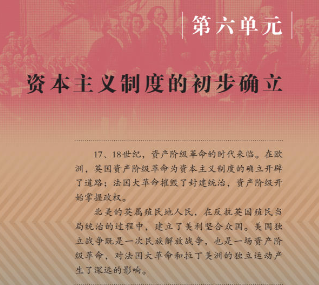 第六单元
资本主义制度的初步确立
17、18世纪，资产阶级革命的时代来临。在欧
洲，英国资产阶级革命为资本主义制度的确立开辟
了道路；法国大革命摧毁了封建统治，资产阶级开
始掌握政权。
北美的英属殖民地人民，在反抗英国殖民当
局统治的过程中，建立了美利坚合众国。美国独
立战争既是一次民族解放战争，也是一场资产阶
级革命，对法国大革命和拉丁美洲的独立运动产
生了深远的影响。